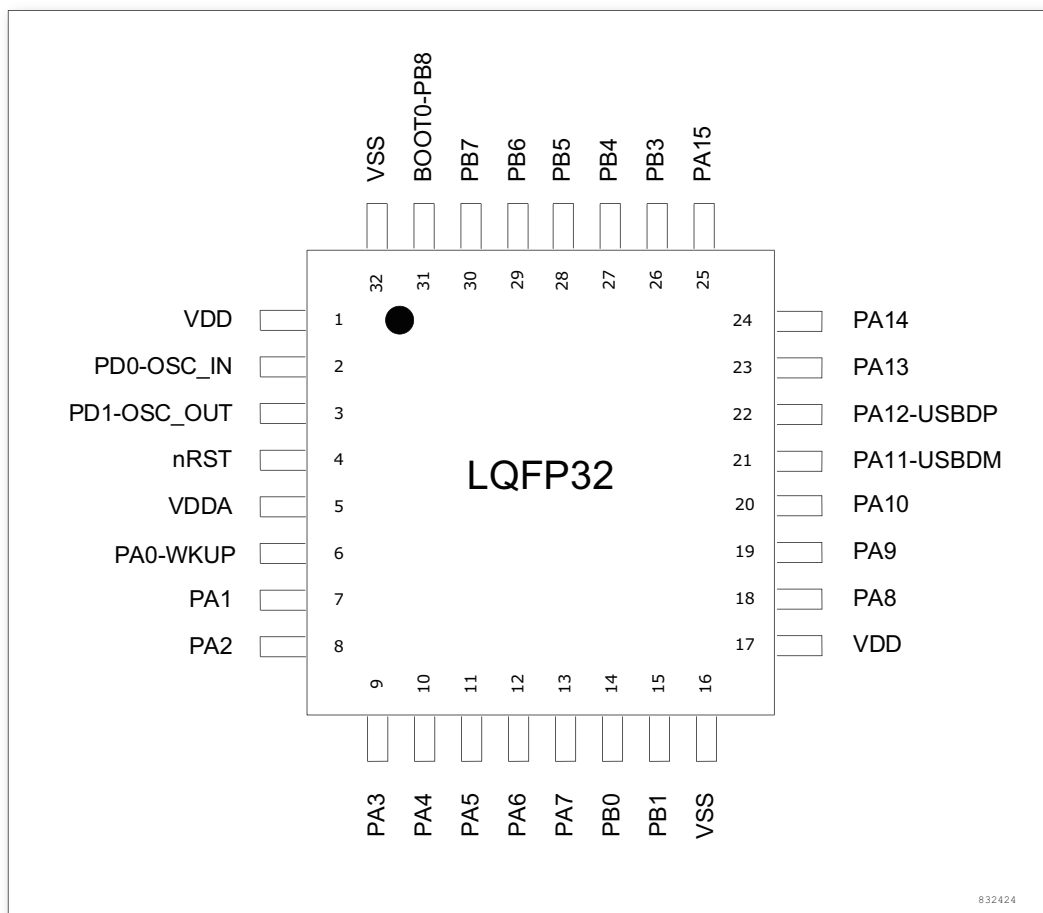 VSS
BOOT0-PB8
PB7
PB6
PB5
PB4
PB3
PA15
32
31
30
29
28
27
26
25
VDD 1
PD0-OSC_IN 2
PD1-OSC_OUT 3
nRST 4
VDDA 5
PA0-WKUP 6
PA1 7
PA2 8
LQFP32
24 PA14
23 PA13
22 PA12-USBDP
21 PA11-USBDM
20 PA10
19 PA9
18 PA8
17 VDD
9
10
11
12
13
14
15
16
PA3
PA4
PA5
PA6
PA7
PB0
PB1
VSS
832424